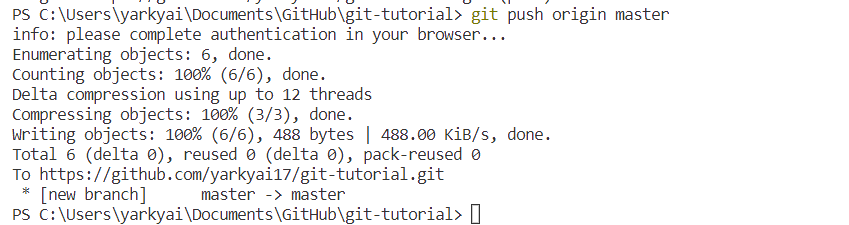 PS C:\Users\yarkyai\Documents\GitHub\git-tutorial> git push origin master
info: please complete authentication in your browser...
Enumerating objects: 6, done.
Counting objects: 100% (6/6), done.
Delta compression using up to 12 threads
Compressing objects: 100% (3/3), done.
Writing objects: 100% (6/6), 488 bytes | 488.00 KiB/s, done.
Total 6 (delta 0), reused 0 (delta 0), pack-reused 0
To https://github.com/yarkyai17/git-tutorial.git
 * [new branch]      master -> master
PS C:\Users\yarkyai\Documents\GitHub\git-tutorial>